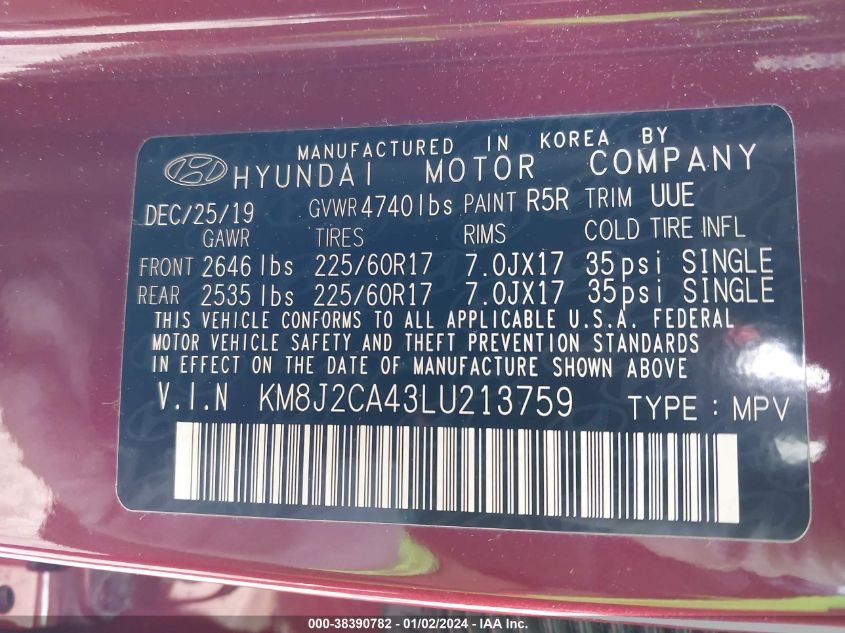 MANUFACTURED IN KOREA BY
HYUNDAI MOTOR COMPANY
DEC/25/19 GVWR 4740 lbs PAINT R5R TRIM UUE
GAWR TIRES RIMS COLD TIRE INFL
FRONT 2646 lbs 225/60R17 7.0JX17 35psi SINGLE
REAR 2535 lbs 225/60R17 7.0JX17 35psi SINGLE
THIS VEHICLE CONFORMS TO ALL APPLICABLE U.S.A. FEDERAL
MOTOR VEHICLE SAFETY AND THEFT PREVENTION STANDARDS
IN EFFECT ON THE DATE OF MANUFACTURE SHOWN ABOVE
V.I.N KM8J2CA43LU213759 TYPE : MPV
000-38390782 - 01/02/2024 - IAA Inc.